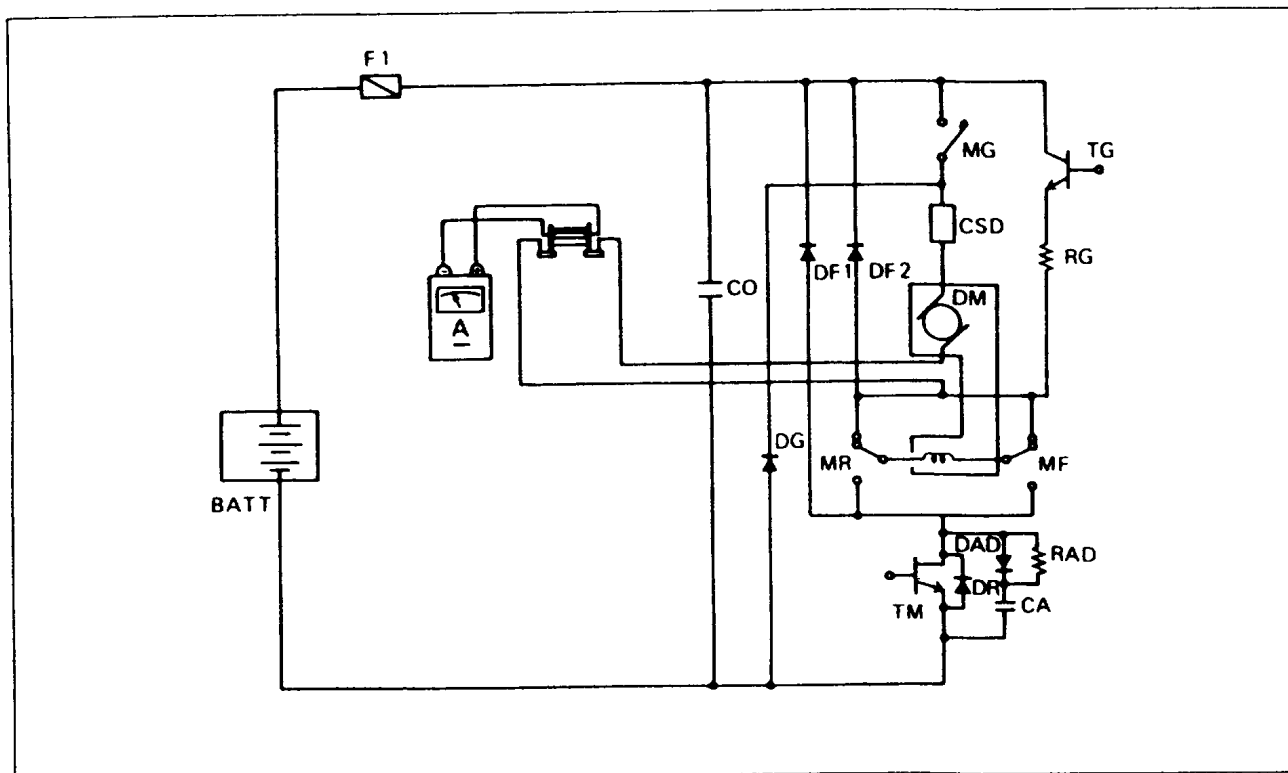 F1
MG
TG
CSD
RG
CO
DF1
DF2
DM
- +
A
DG
MR
MF
BATT
DAD
RAD
TM
DR
CA